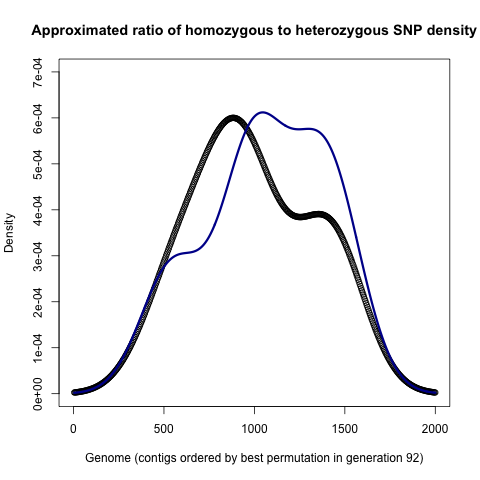 Approximated ratio of homozygous to heterozygous SNP density
7e-04
6e-04
5e-04
4e-04
3e-04
2e-04
1e-04
0e+00
Density
0 500 1000 1500 2000
Genome (contigs ordered by best permutation in generation 92)